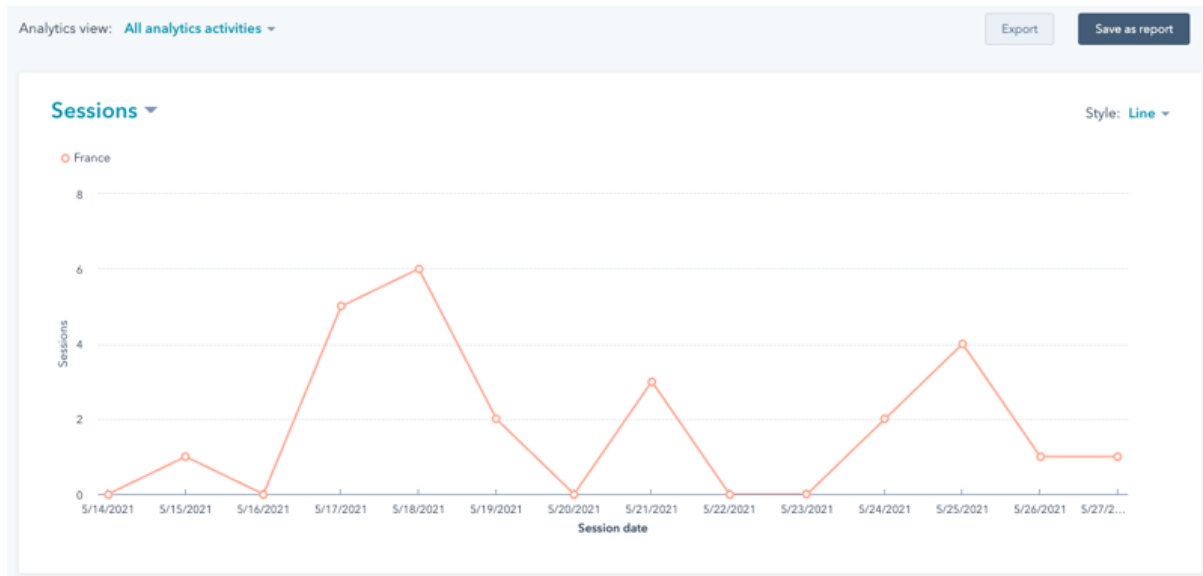 Analytics view: All analytics activities
Export
Save as report
Sessions
Style: Line
France
8
6
4
2
0
Sessions
5/14/2021 5/15/2021 5/16/2021 5/17/2021 5/18/2021 5/19/2021 5/20/2021 5/21/2021 5/22/2021 5/23/2021 5/24/2021 5/25/2021 5/26/2021 5/27/2...
Session date